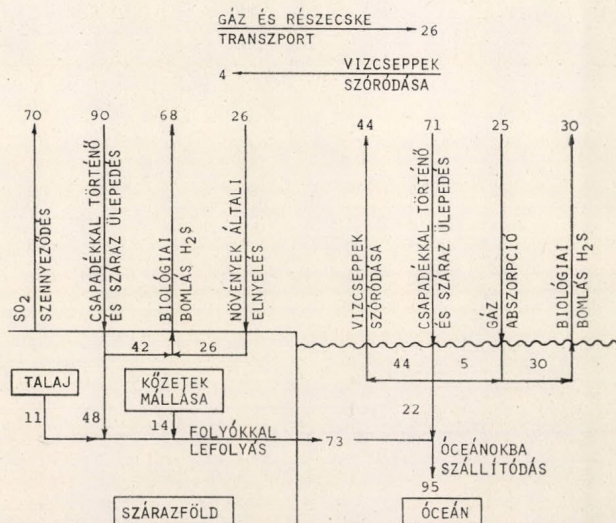 GÁZ ÉS RÉSZECSKE
TRANSZPORT
26
4
VIZCSEPPEK
SZÓRÓDÁSA
70
90
68
26
44
71
25
30
SO2
SZENNYEZŐDÉS
CSAPADÉKKAL TÖRTÉNŐ
ÉS SZÁRAZ ÜLEPEDÉS
BIOLÓGIAI
BOMLÁS H2S
NÖVÉNYEK ÁLTALI
ELNYELÉS
VIZCSEPPEK
SZÓRÓDÁSA
CSAPADÉKKAL TÖRTÉNŐ
ÉS SZÁRAZ ÜLEPEDÉS
GÁZ
ABSZORPCIÓ
BIOLÓGIAI
BOMLÁS H2S
42
26
44
5
30
TALAJ
KŐZETEK
MÁLLÁSA
11
48
14
FOLYÓKKAL
LEFOLYÁS
73
22
ÓCEÁNOKBA
SZÁLLÍTÓDÁS
95
SZÁRAZFÖLD
ÓCEÁN